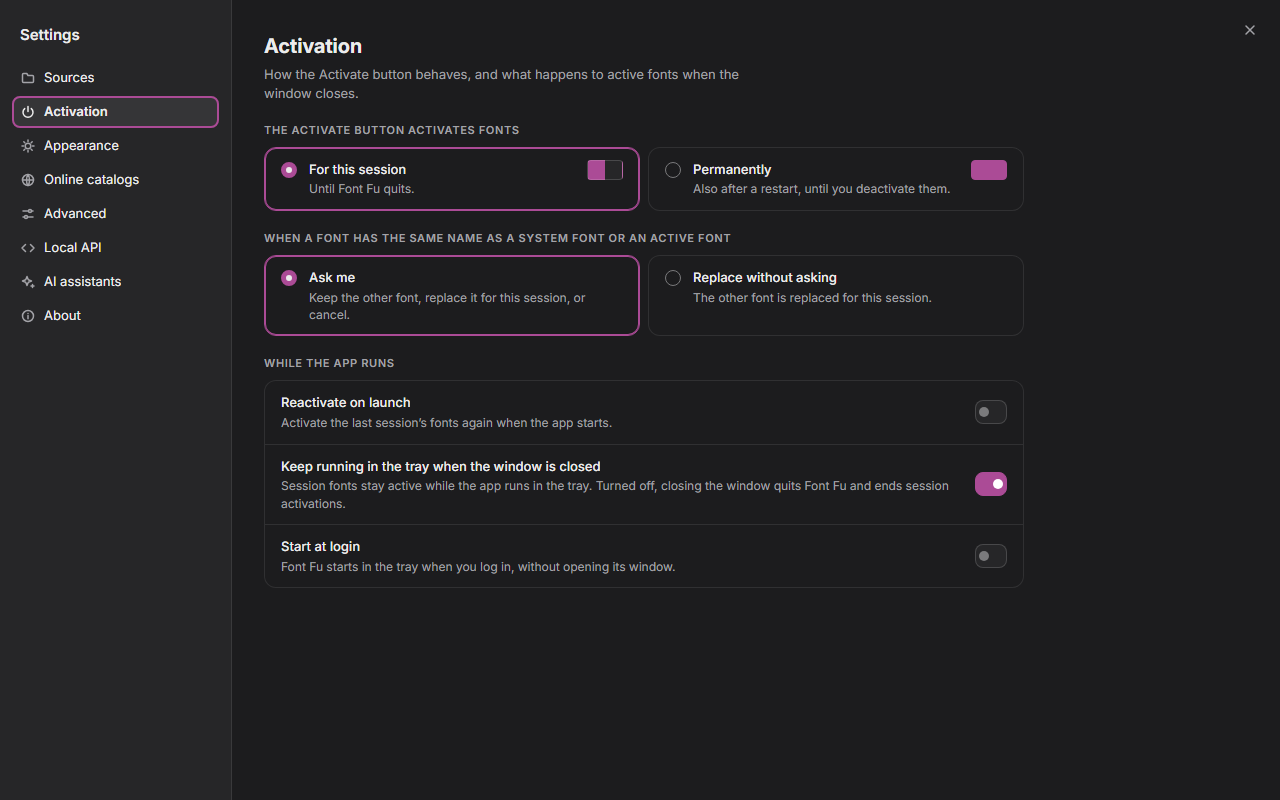 Settings
Sources
Activation
Appearance
Online catalogs
Advanced
Local API
AI assistants
About
Activation
How the Activate button behaves, and what happens to active fonts when the
window closes.
THE ACTIVATE BUTTON ACTIVATES FONTS
For this session
Until Font Fu quits.
Permanently
Also after a restart, until you deactivate them.
WHEN A FONT HAS THE SAME NAME AS A SYSTEM FONT OR AN ACTIVE FONT
Ask me
Keep the other font, replace it for this session, or
cancel.
Replace without asking
The other font is replaced for this session.
WHILE THE APP RUNS
Reactivate on launch
Activate the last session’s fonts again when the app starts.
Keep running in the tray when the window is closed
Session fonts stay active while the app runs in the tray. Turned off, closing the window quits Font Fu and ends session
activations.
Start at login
Font Fu starts in the tray when you log in, without opening its window.